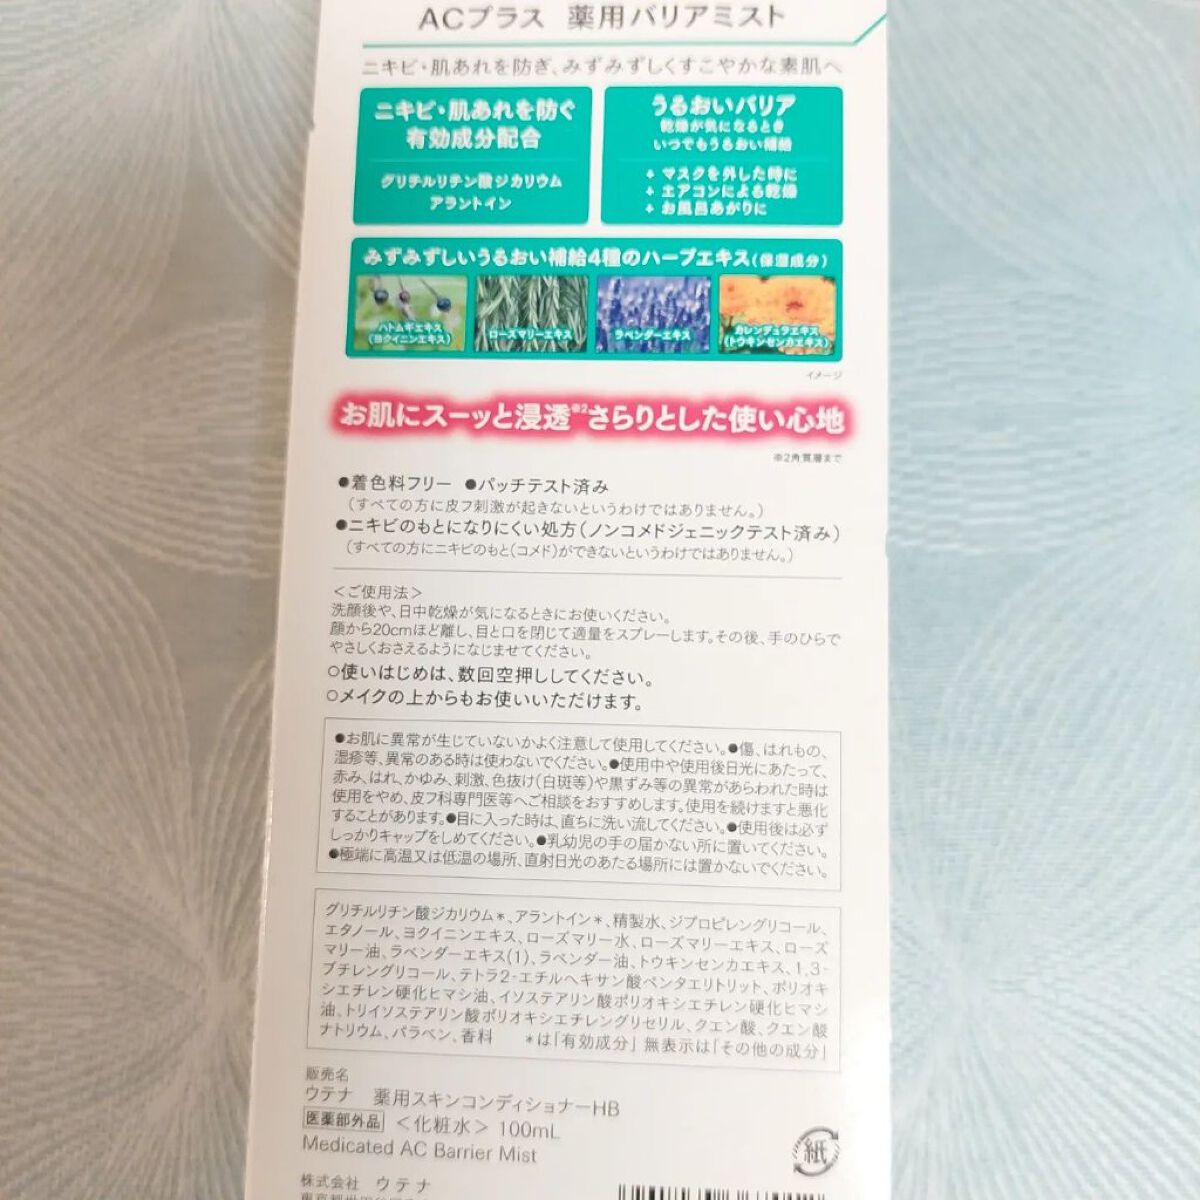 ACプラス 薬用バリアミスト
ニキビ・肌あれを防ぎ、みずみずしくすこやかな素肌へ
ニキビ・肌あれを防ぐ
有効成分配合
グリチルリチン酸ジカリウム
アラントイン
うるおいバリア
乾燥が気になるとき
いつでもうるおい補給
+ マスクを外した時に
+ エアコンによる乾燥
+ お風呂あがりに
みずみずしいうるおい補給4種のハーブエキス(保湿成分)
ハトムギエキス
(ヨクイニンエキス)
ローズマリーエキス
ラベンダーエキス
カレンデュラエキス
(トウキンセンカエキス)
イメージ
お肌にスーッと浸透※2さらりとした使い心地
※2角質層まで
●着色料フリー ●パッチテスト済み
(すべての方に皮フ刺激が起きないというわけではありません。)
●ニキビのもとになりにくい処方(ノンコメドジェニックテスト済み)
(すべての方にニキビのもと(コメド)ができないというわけではありません。)
＜ご使用法＞
洗顔後や、日中乾燥が気になるときにお使いください。
顔から20cmほど離し、目と口を閉じて適量をスプレーします。その後、手のひらで
やさしくおさえるようになじませてください。
○使いはじめは、数回空押ししてください。
○メイクの上からもお使いいただけます。
●お肌に異常が生じていないかよく注意して使用してください。●傷、はれもの、
湿疹等、異常のある時は使わないでください。●使用中や使用後日光にあたって、
赤み、はれ、かゆみ、刺激、色抜け(白斑等)や黒ずみ等の異常があらわれた時は
使用をやめ、皮フ科専門医等へご相談をおすすめします。使用を続けますと悪化
することがあります。●目に入った時は、直ちに洗い流してください。●使用後は必ず
しっかりキャップをしめてください。●乳幼児の手の届かない所に置いてください。
●極端に高温又は低温の場所、直射日光のあたる場所には置かないでください。
グリチルリチン酸ジカリウム＊、アラントイン＊、精製水、ジプロピレングリコール、
エタノール、ヨクイニンエキス、ローズマリー水、ローズマリーエキス、ローズ
マリー油、ラベンダーエキス(1)、ラベンダー油、トウキンセンカエキス、1,3-
ブチレングリコール、テトラ2-エチルヘキサン酸ペンタエリトリット、ポリオキ
シエチレン硬化ヒマシ油、イソステアリン酸ポリオキシエチレン硬化ヒマシ
油、トリイソステアリン酸ポリオキシエチレングリセリル、クエン酸、クエン酸
ナトリウム、パラベン、香料 ＊は「有効成分」無表示は「その他の成分」
販売名
ウテナ 薬用スキンコンディショナーHB
医薬部外品 ＜化粧水＞ 100mL
Medicated AC Barrier Mist
紙
株式会社 ウテナ